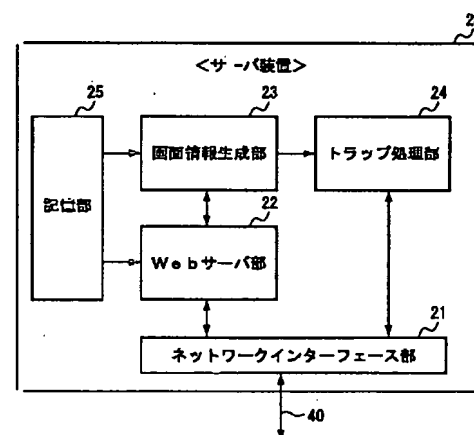 <サーバ装置>
25
23
24
画面情報生成部
トラップ処理部
記憶部
22
Webサーバ部
21
ネットワークインターフェース部
40